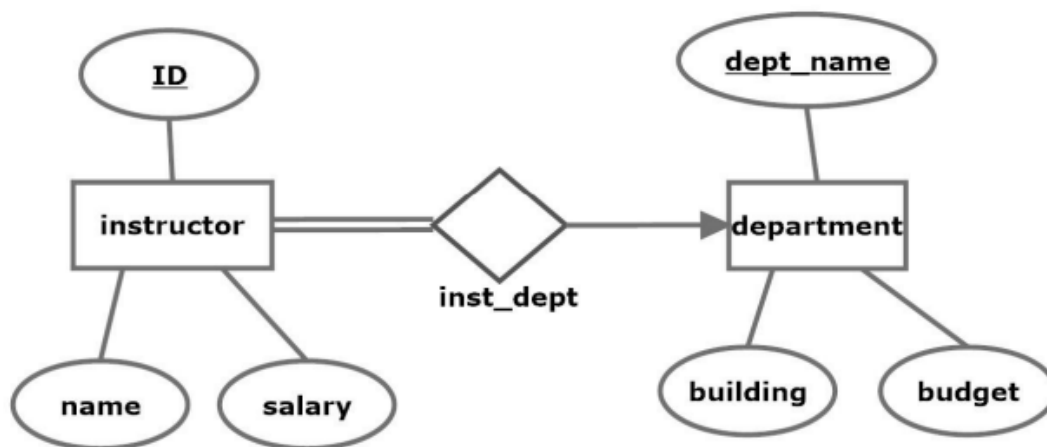 ID
dept_name
instructor
department
inst_dept
name
salary
building
budget